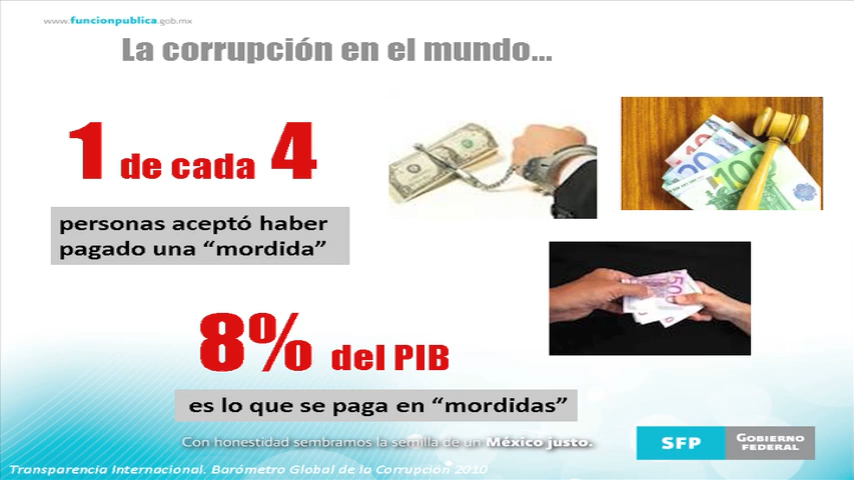 www.funcionpublica.gob.mx
La corrupción en el mundo...
1 de cada 4
personas aceptó haber
pagado una “mordida”
8% del PIB
es lo que se paga en “mordidas”
Con honestidad sembramos la semilla de un México justo.
SFP
GOBIERNO
FEDERAL
Transparencia Internacional. Barómetro Global de la Corrupción 2010